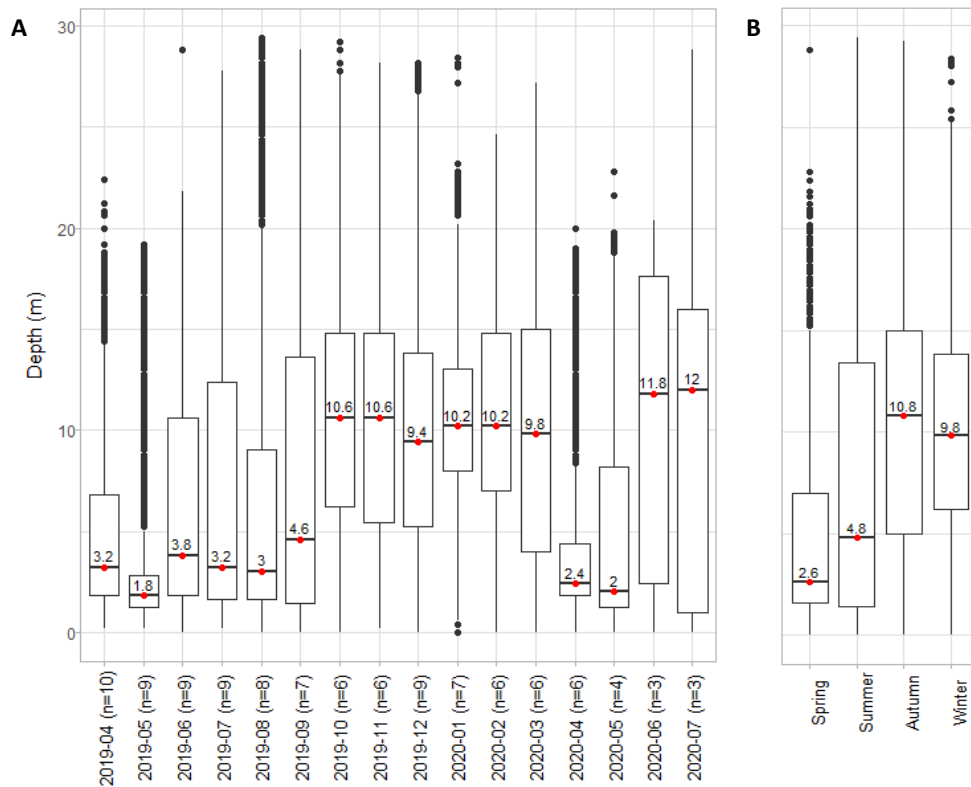 A
B
Depth (m)
30
20
10
0
3.2
1.8
3.8
3.2
3
4.6
10.6
10.6
9.4
10.2
10.2
9.8
2.4
2
11.8
12
2019-04 (n=10)
2019-05 (n=9)
2019-06 (n=9)
2019-07 (n=9)
2019-08 (n=8)
2019-09 (n=7)
2019-10 (n=6)
2019-11 (n=6)
2019-12 (n=9)
2020-01 (n=7)
2020-02 (n=6)
2020-03 (n=6)
2020-04 (n=6)
2020-05 (n=4)
2020-06 (n=3)
2020-07 (n=3)
2.6
4.8
10.8
9.8
Spring
Summer
Autumn
Winter